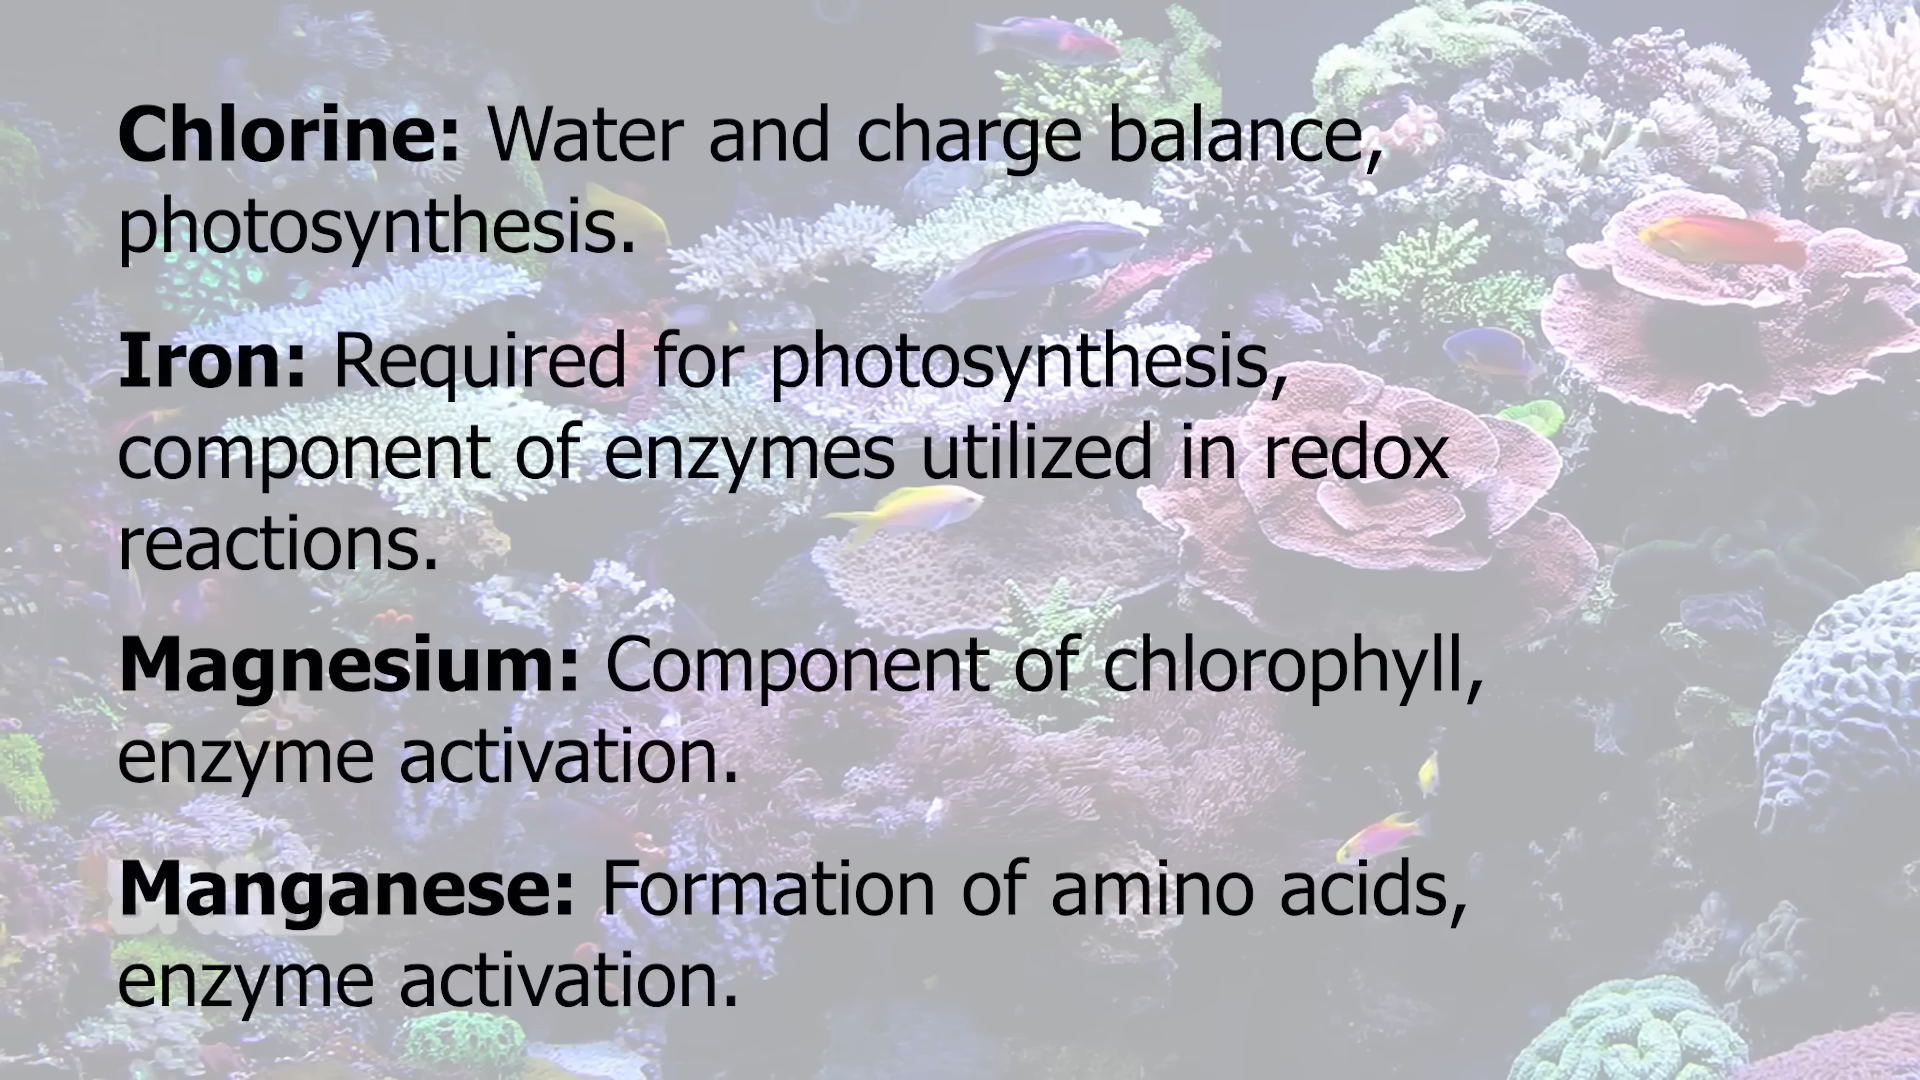 Chlorine: Water and charge balance,
photosynthesis.
Iron: Required for photosynthesis,
component of enzymes utilized in redox
reactions.
Magnesium: Component of chlorophyll,
enzyme activation.
Manganese: Formation of amino acids,
enzyme activation.